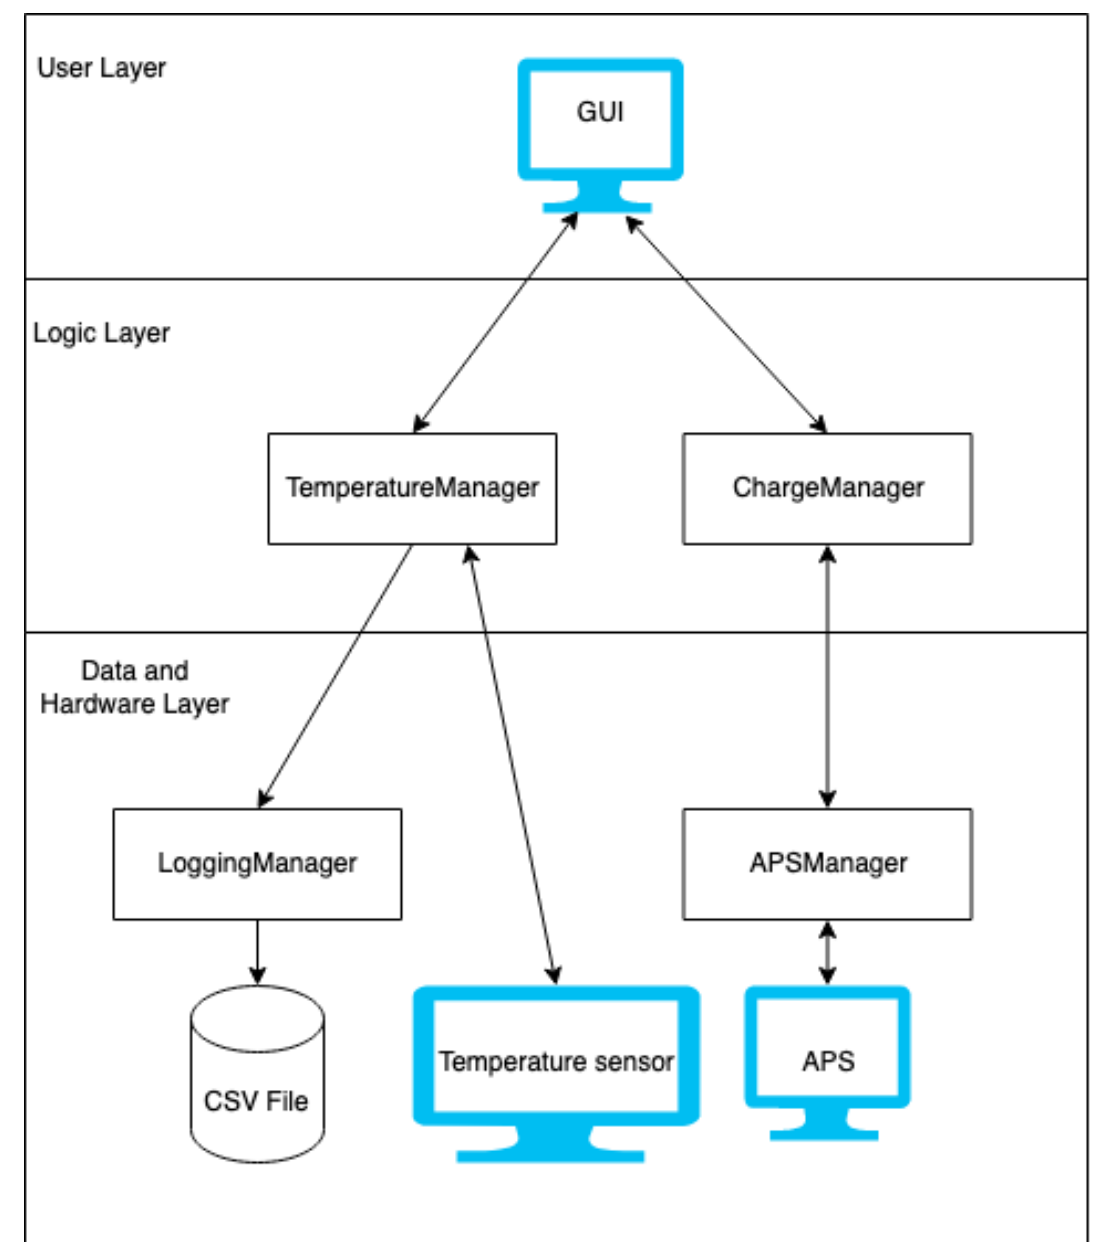 User Layer
GUI
Logic Layer
TemperatureManager
ChargeManager
Data and
Hardware Layer
LoggingManager
APSManager
CSV File
Temperature sensor
APS